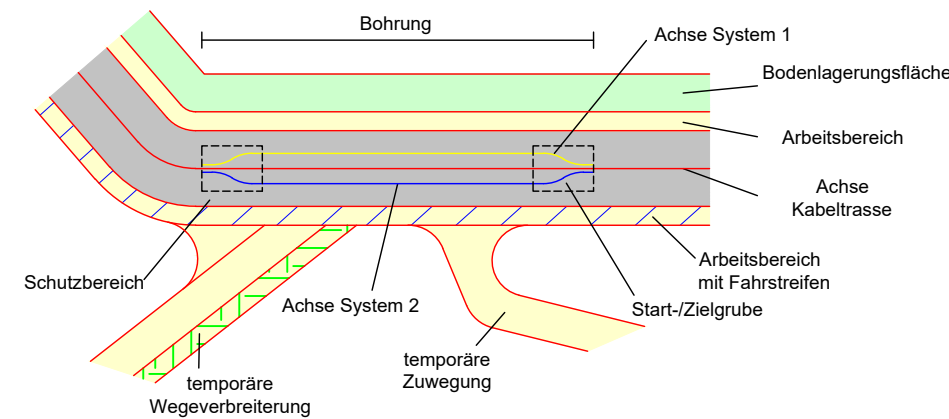 Bohrung
Achse System 1
Bodenlagerungsfläche
Arbeitsbereich
Achse
Kabeltrasse
Arbeitsbereich
mit Fahrstreifen
Start-/Zielgrube
Schutzbereich
Achse System 2
temporäre
Zuwegung
temporäre
Wegeverbreiterung